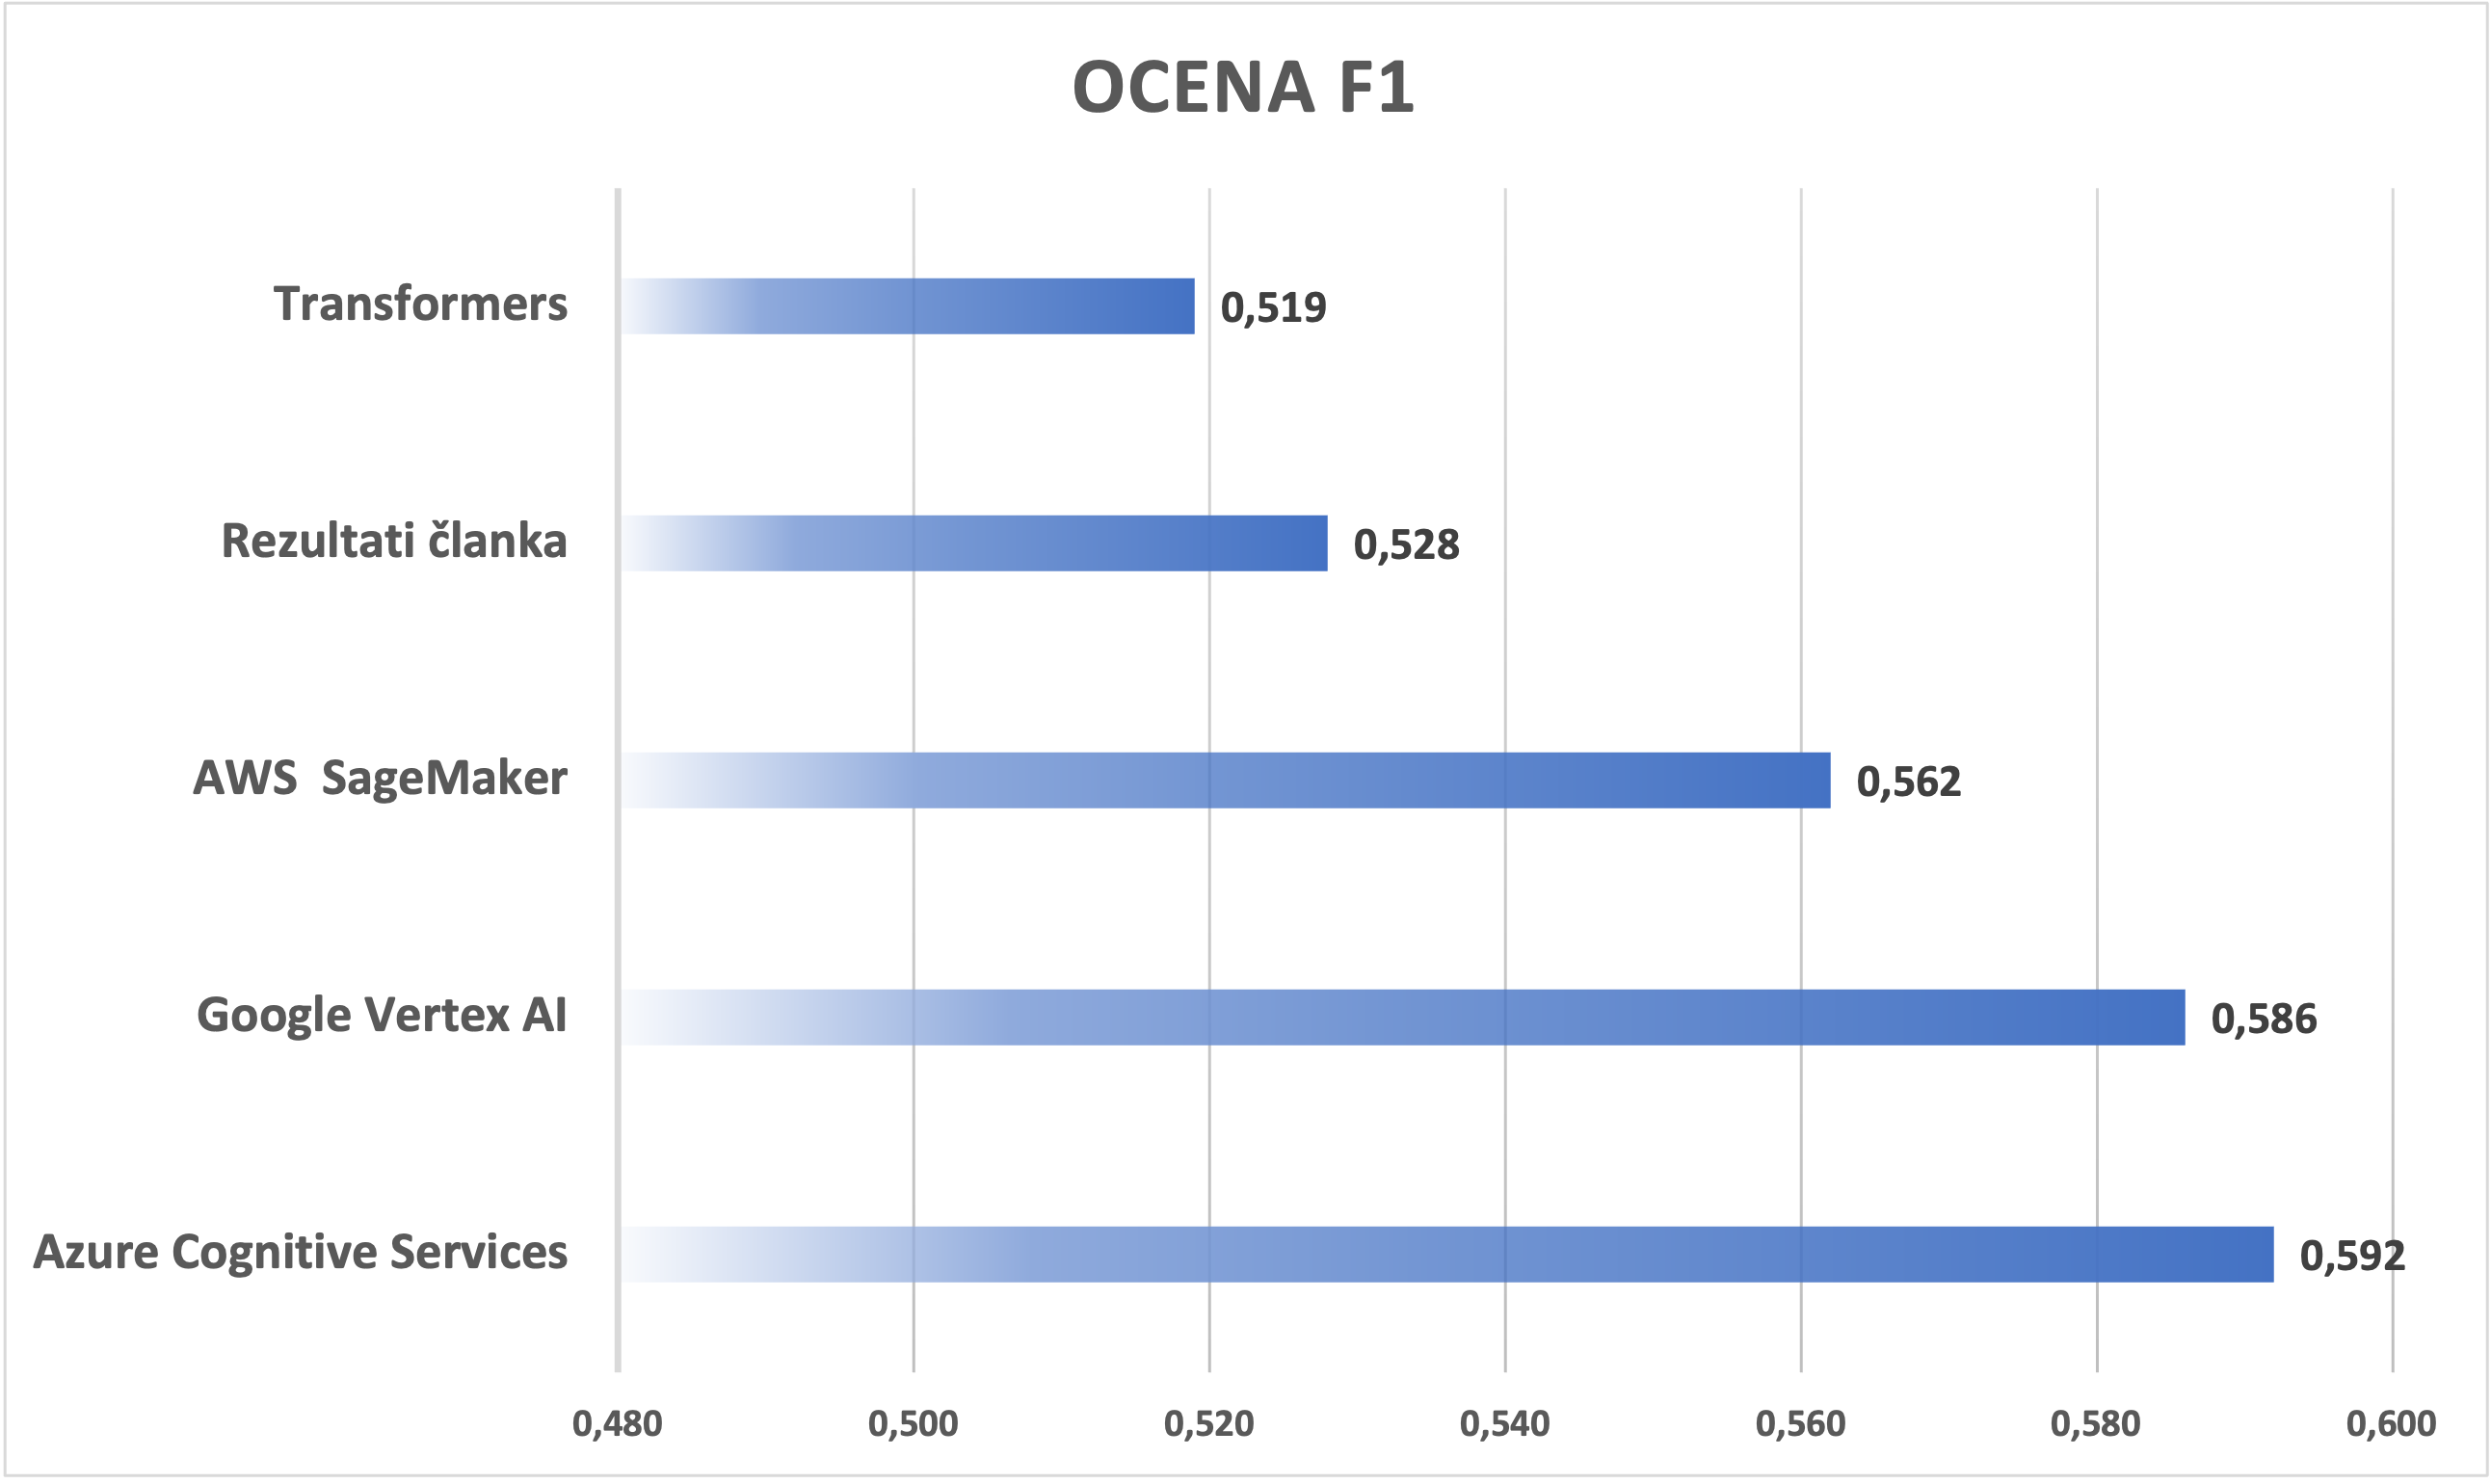 OCENA F1
Transformers
0,519
Rezultati članka
0,528
AWS  SageMaker
0,562
Google Vertex AI
0,586
Azure Cognitive Services
0,592
0,480
0,500
0,520
0,540
0,560
0,580
0,600